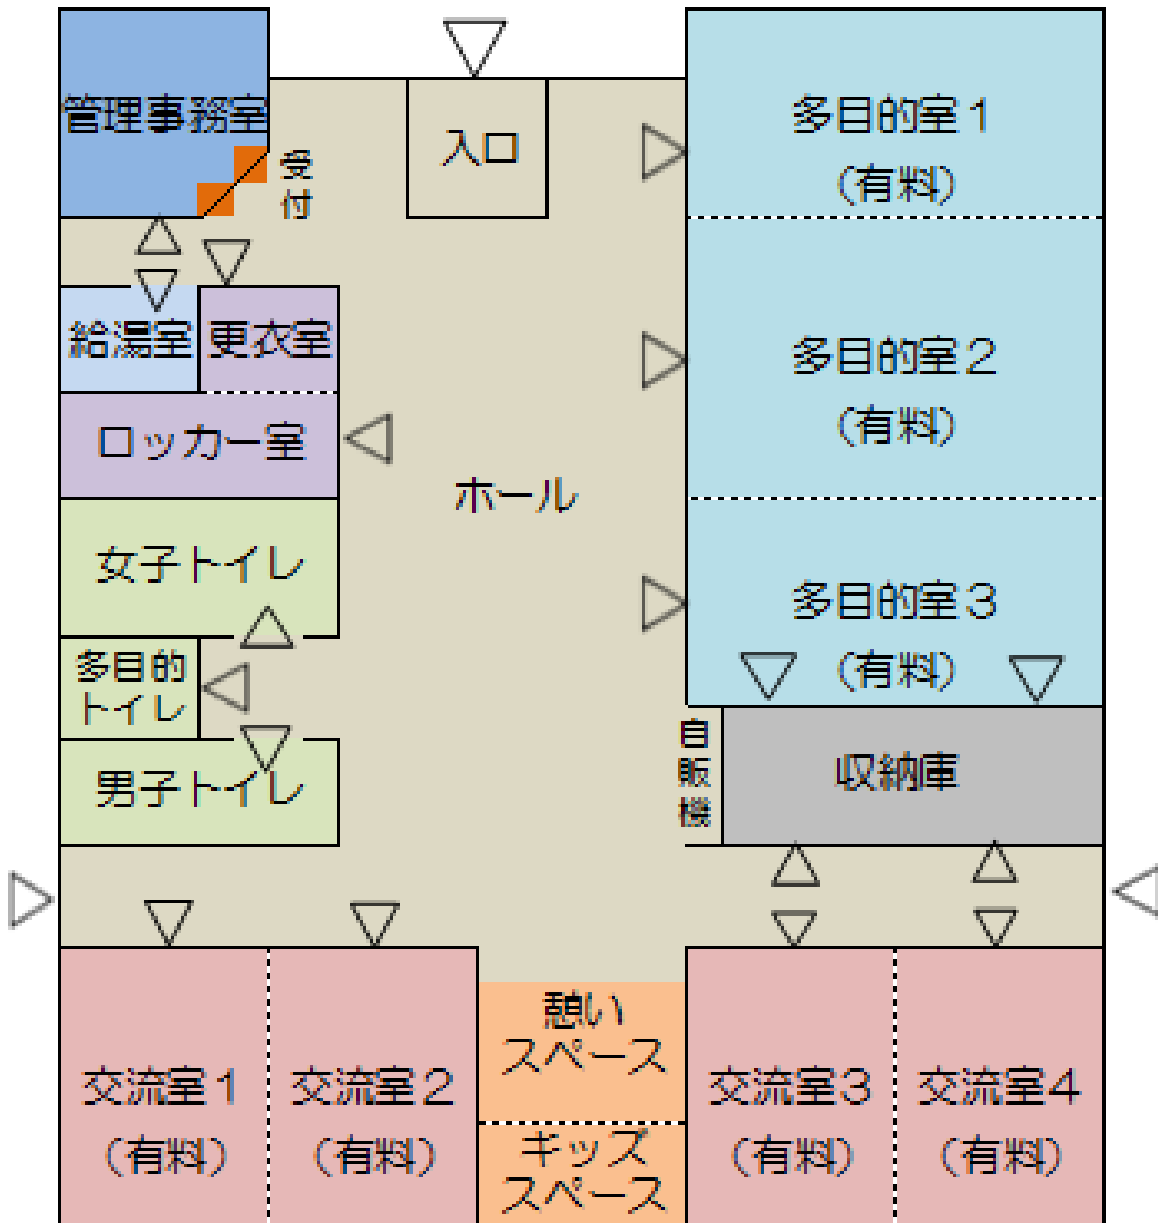 管理事務室
受
付
入口
多目的室1
(有料)
給湯室
更衣室
多目的室2
(有料)
ロッカー室
ホール
女子トイレ
多目的室3
(有料)
多目的
トイレ
自
販
機
収納庫
男子トイレ
憩い
スペース
交流室1
(有料)
交流室2
(有料)
キッズ
スペース
交流室3
(有料)
交流室4
(有料)